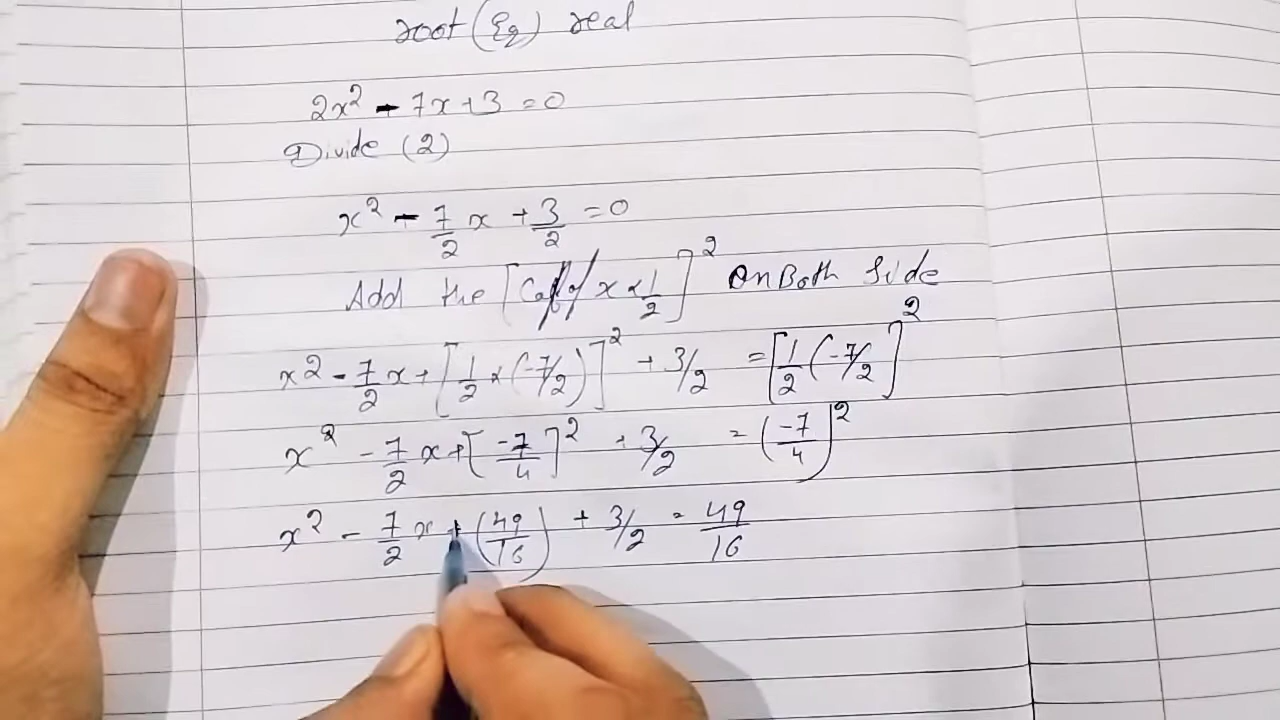 root (Eq) real
2x² - 7x + 3 = 0
Divide (2)
x² - 7/2 x + 3/2 = 0
Add the [Coff of x × 1/2]² On Both Side
x² - 7/2 x + [1/2 × (-7/2)]² + 3/2 = [1/2 (-7/2)]²
x² - 7/2 x + [-7/4]² + 3/2 = (-7/4)²
x² - 7/2 x + (49/16) + 3/2 = 49/16